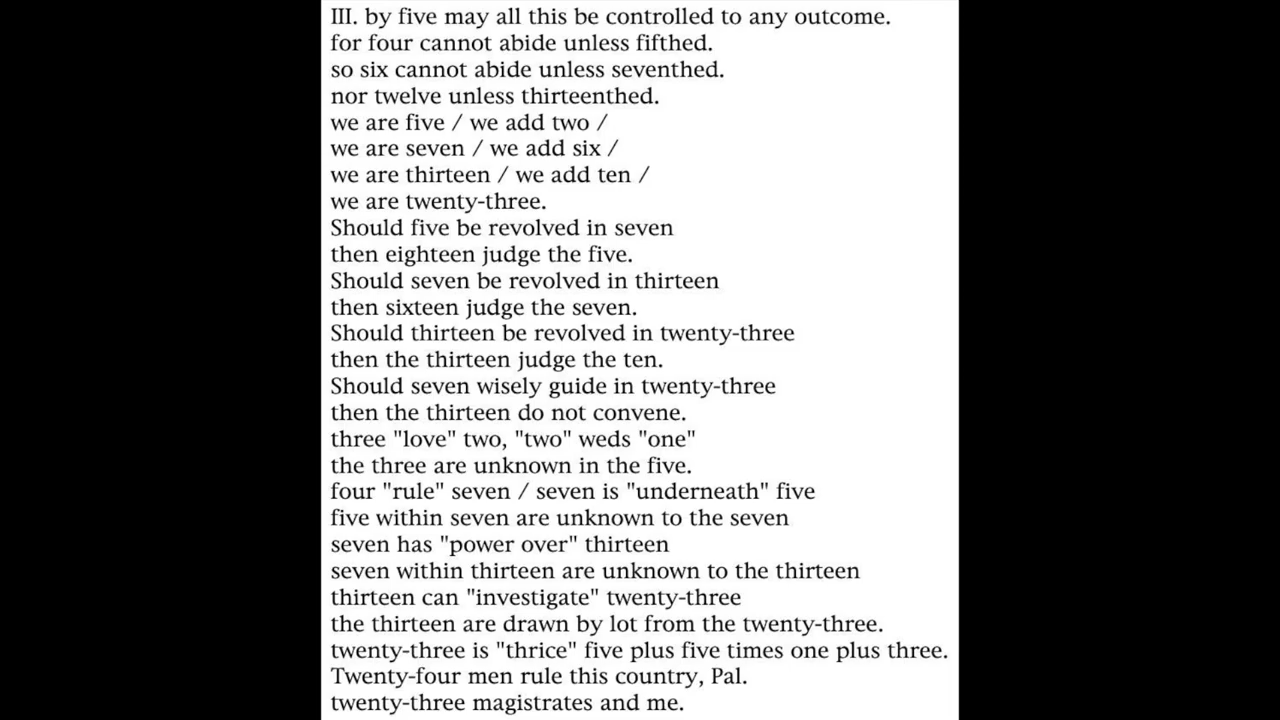 III. by five may all this be controlled to any outcome.
for four cannot abide unless fifthed.
so six cannot abide unless seventhed.
nor twelve unless thirteenthed.
we are five / we add two /
we are seven / we add six /
we are thirteen / we add ten /
we are twenty-three.
Should five be revolved in seven
then eighteen judge the five.
Should seven be revolved in thirteen
then sixteen judge the seven.
Should thirteen be revolved in twenty-three
then the thirteen judge the ten.
Should seven wisely guide in twenty-three
then the thirteen do not convene.
three "love" two, "two" weds "one"
the three are unknown in the five.
four "rule" seven / seven is "underneath" five
five within seven are unknown to the seven
seven has "power over" thirteen
seven within thirteen are unknown to the thirteen
thirteen can "investigate" twenty-three
the thirteen are drawn by lot from the twenty-three.
twenty-three is "thrice" five plus five times one plus three.
Twenty-four men rule this country, Pal.
twenty-three magistrates and me.